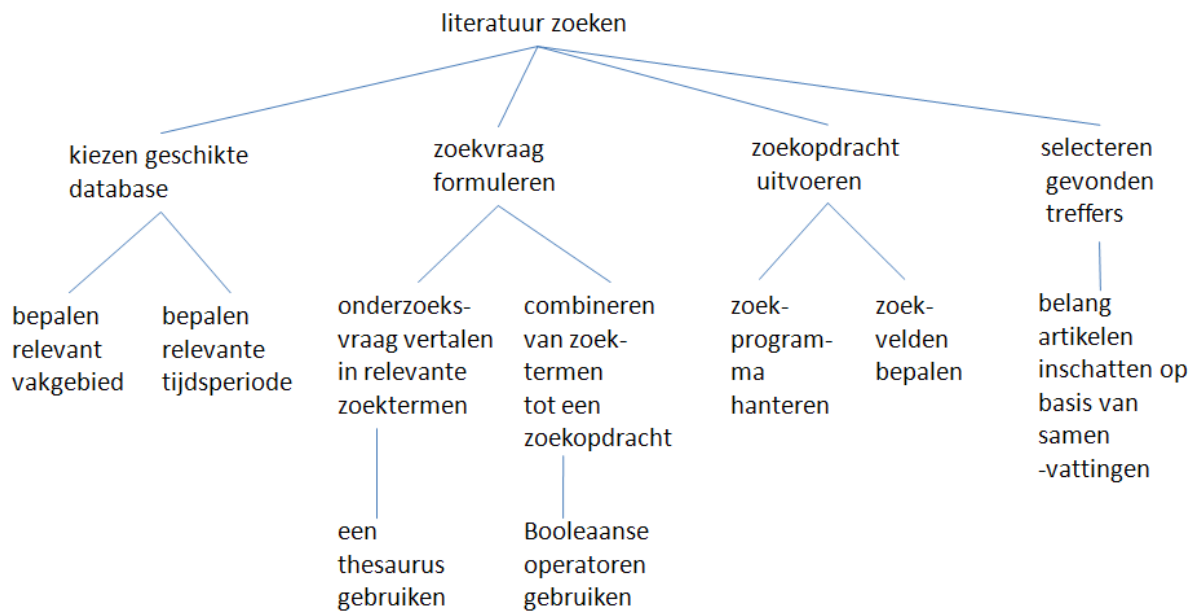 literatuur zoeken
kiezen geschikte
database
zoekvraag
formuleren
zoekopdracht
uitvoeren
selecteren
gevonden
treffers
bepalen
relevant
vakgebied
bepalen
relevante
tijdsperiode
onderzoeks-
vraag vertalen
in relevante
zoektermen
combineren
van zoek-
termen
tot een
zoekopdracht
zoek-
program-
ma
hanteren
zoek-
velden
bepalen
belang
artikelen
inschatten op
basis van
samen
-vattingen
een
thesaurus
gebruiken
Booleaanse
operatoren
gebruiken